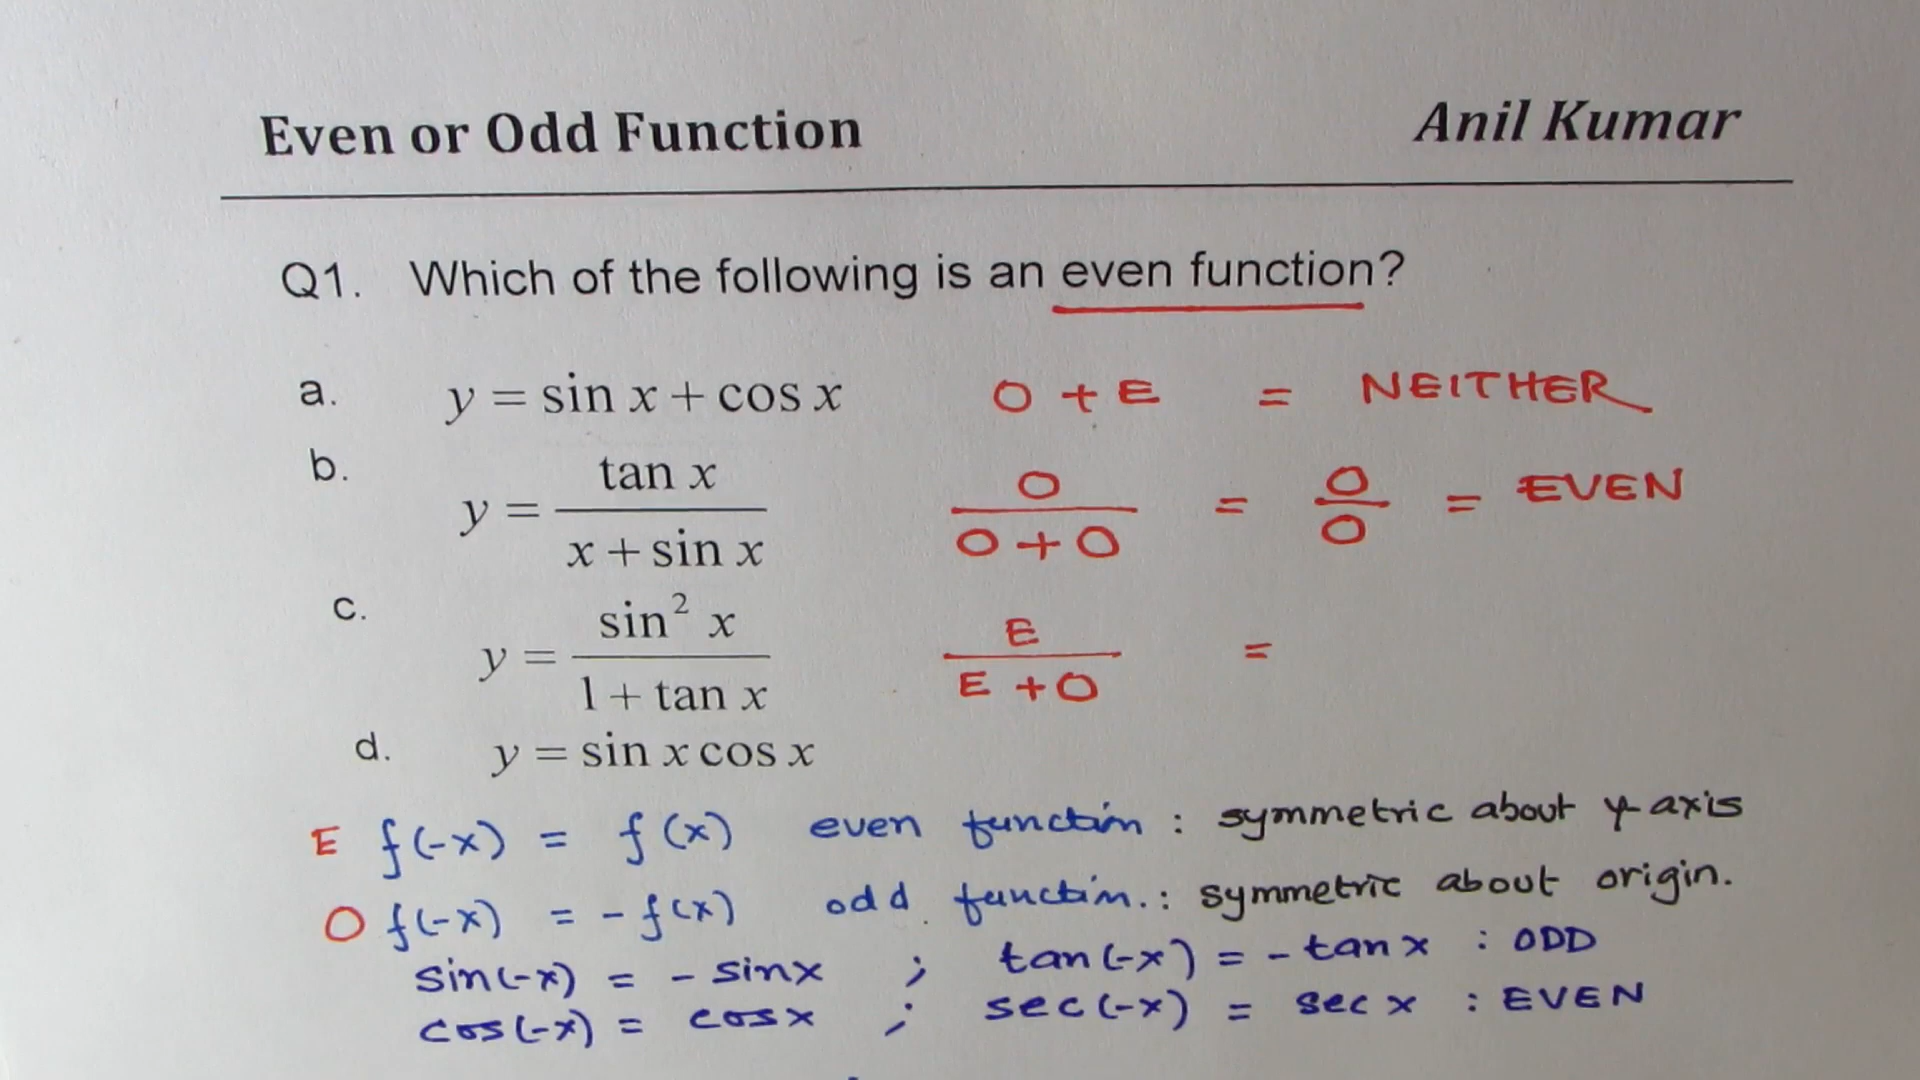 Even or Odd Function Anil Kumar
Q1. Which of the following is an even function?
a. y = sin x + cos x O + E = NEITHER
b. y = tan x / x + sin x O / O + O = O / O = EVEN
c. y = sin² x / 1 + tan x E / E + O =
d. y = sin x cos x
E f(-x) = f(x) even function : symmetric about y-axis
O f(-x) = -f(x) odd function. : symmetric about origin.
sin(-x) = - sinx ; tan(-x) = - tan x : ODD
cos(-x) = cosx ; sec(-x) = sec x : EVEN